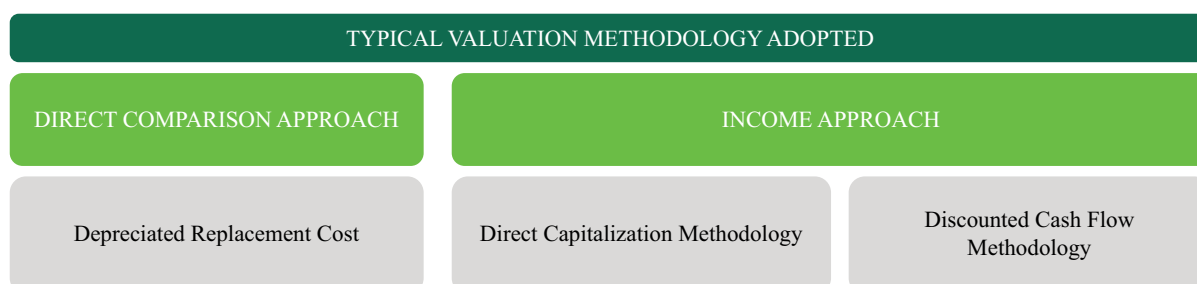 TYPICAL VALUATION METHODOLOGY ADOPTED
DIRECT COMPARISON APPROACH
INCOME APPROACH
Depreciated Replacement Cost
Direct Capitalization Methodology
Discounted Cash Flow
Methodology